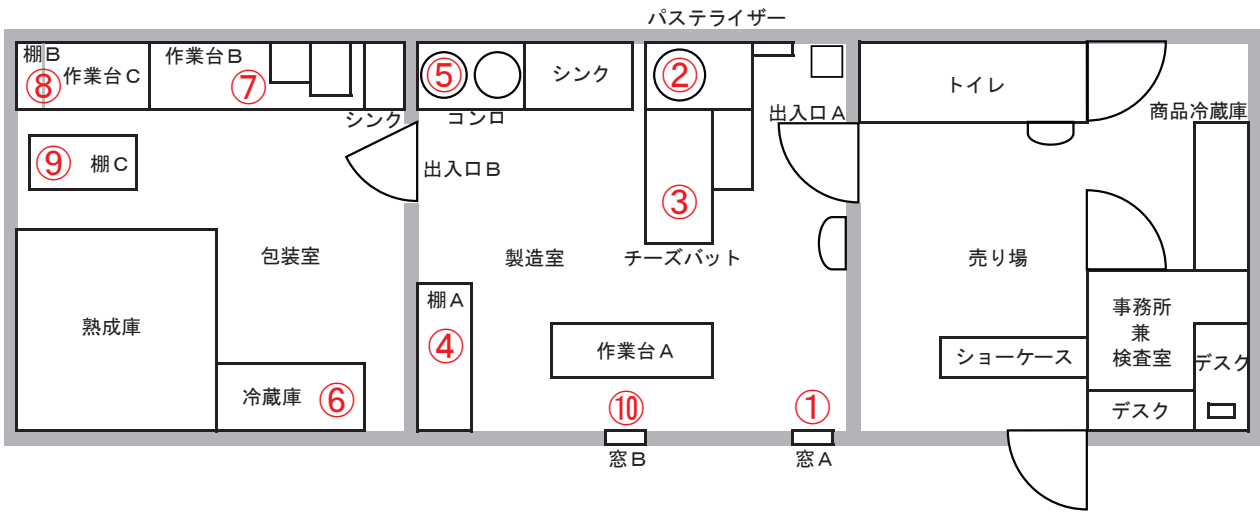 パステライザー
棚B
⑧
作業台C
作業台B
⑦
シンク
⑤
コンロ
シンク
②
出入口A
トイレ
商品冷蔵庫
⑨
棚C
出入口B
③
チーズバット
包装室
製造室
売り場
熟成庫
棚A
④
作業台A
ショーケース
事務所
兼
検査室
デスク
デスク
冷蔵庫
⑥
⑩
窓B
①
窓A